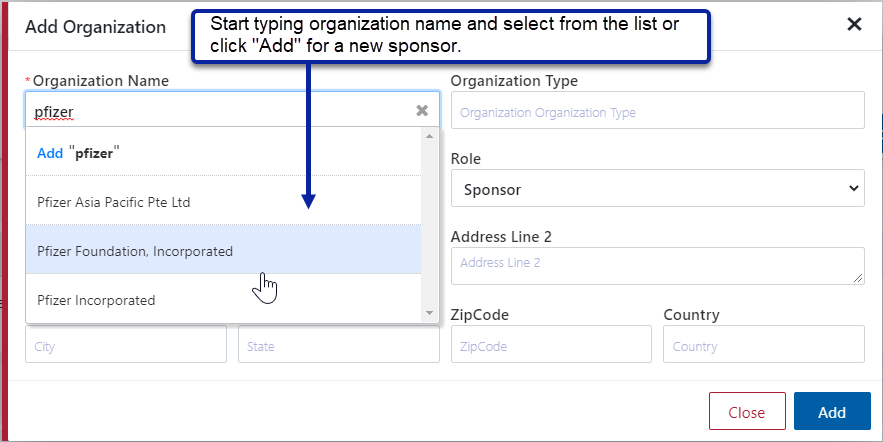 Add Organization
Start typing organization name and select from the list or
click "Add" for a new sponsor.
*Organization Name
pfizer
Add "pfizer"
Pfizer Asia Pacific Pte Ltd
Pfizer Foundation, Incorporated
Pfizer Incorporated
Organization Type
Organization Organization Type
Role
Sponsor
Address Line 2
Address Line 2
City
State
ZipCode
ZipCode
Country
Country
Close
Add